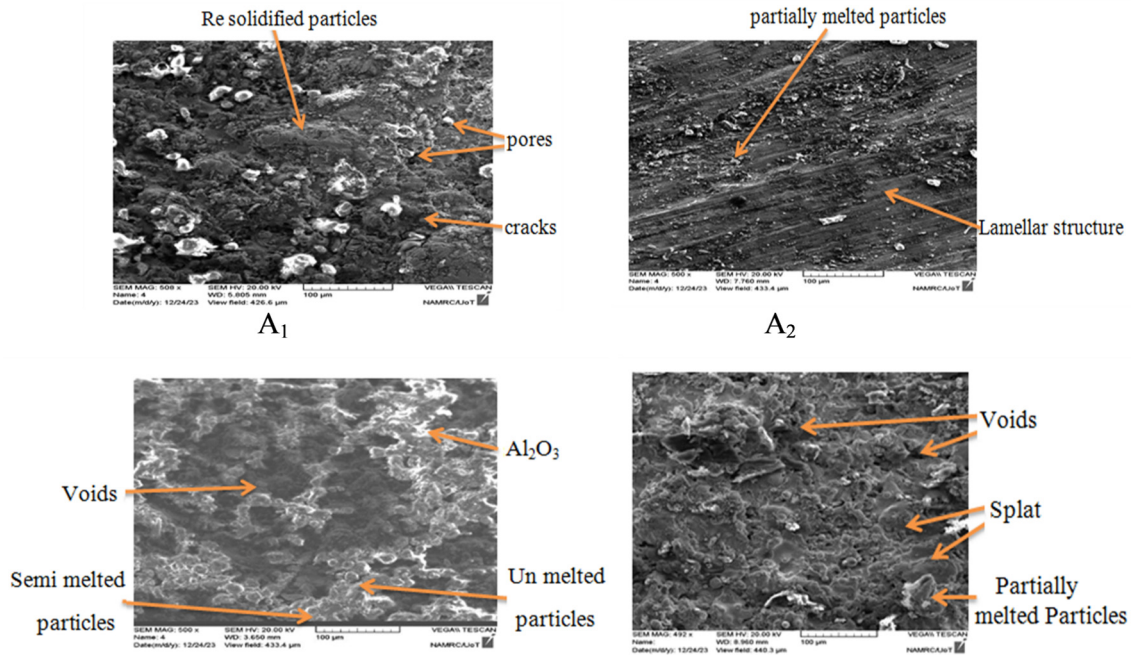 Re solidified particles
pores
cracks
SEM MAG: 500 x SEM HV: 20.00 kV VEGA\\ TESCAN
Name: 4 WD: 5.805 mm 100 µm
Date(m/d/y): 12/24/23 View field: 426.6 µm NAMRC/UoT
A₁
partially melted particles
Lamellar structure
SEM MAG: 500 x SEM HV: 20.00 kV VEGA\\ TESCAN
Name: 4 WD: 7.760 mm 100 µm
Date(m/d/y): 12/24/23 View field: 433.4 µm NAMRC/UoT
A₂
Al₂O₃
Voids
Semi melted
particles
Un melted
particles
SEM MAG: 500 x SEM HV: 20.00 kV VEGA\\ TESCAN
Name: 4 WD: 3.650 mm 100 µm
Date(m/d/y): 12/24/23 View field: 433.4 µm NAMRC/UoT
Voids
Splat
Partially
melted Particles
SEM MAG: 492 x SEM HV: 20.00 kV VEGA\\ TESCAN
Name: WD: 8.960 mm 100 µm
Date(m/d/y): 12/24/23 View field: 440.3 µm NAMRC/UoT